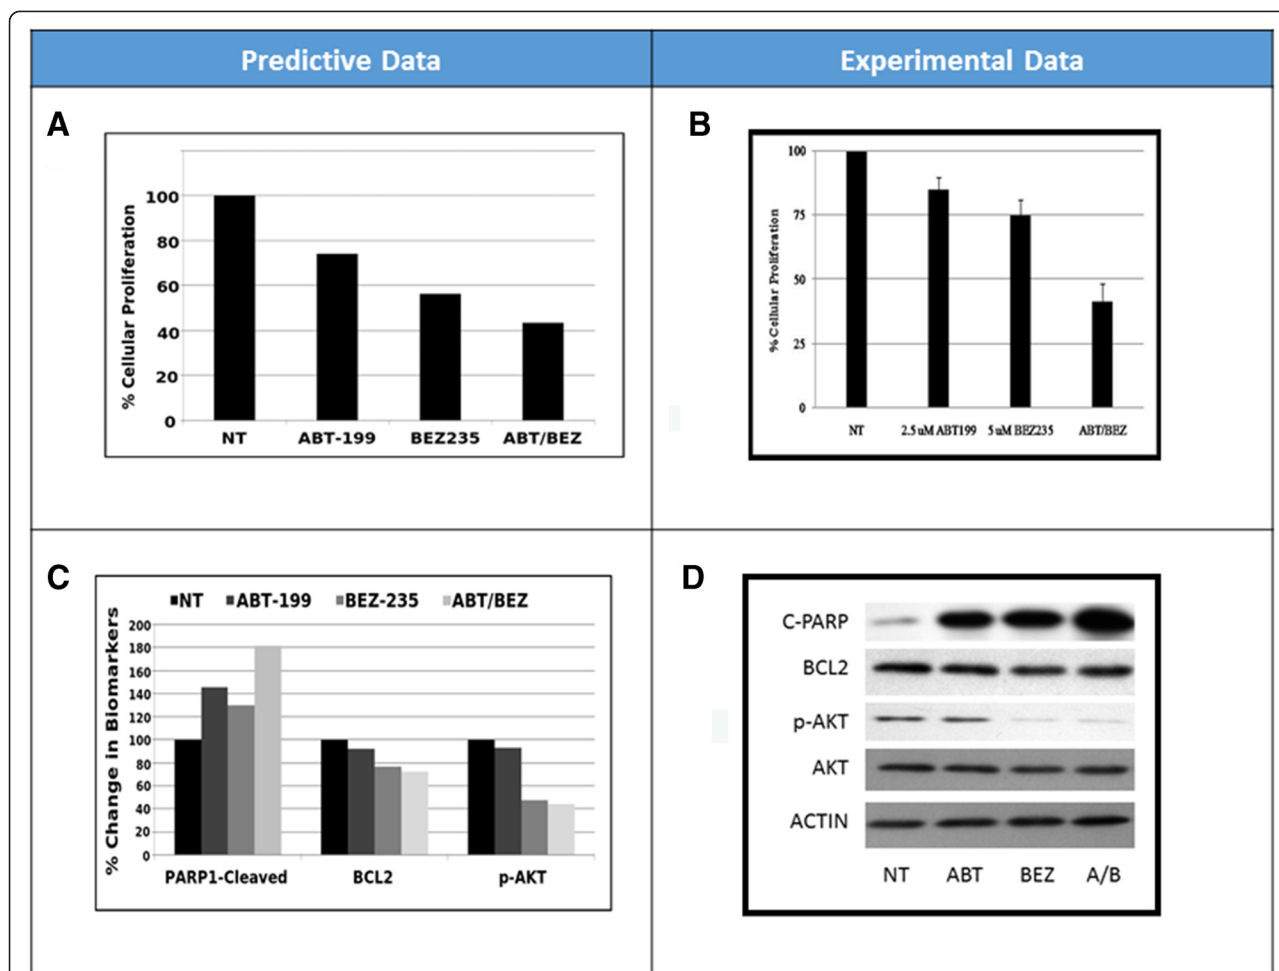 Predictive Data
Experimental Data
A
% Cellular Proliferation
100
80
60
40
20
0
NT ABT-199 BEZ235 ABT/BEZ
B
% Cellular Proliferation
100
75
50
25
0
NT 2.5 uM ABT199 5 uM BEZ235 ABT/BEZ
C
NT ABT-199 BEZ-235 ABT/BEZ
% Change in Biomarkers
200
180
160
140
120
100
80
60
40
20
0
PARP1-Cleaved BCL2 p-AKT
D
C-PARP
BCL2
p-AKT
AKT
ACTIN
NT ABT BEZ A/B